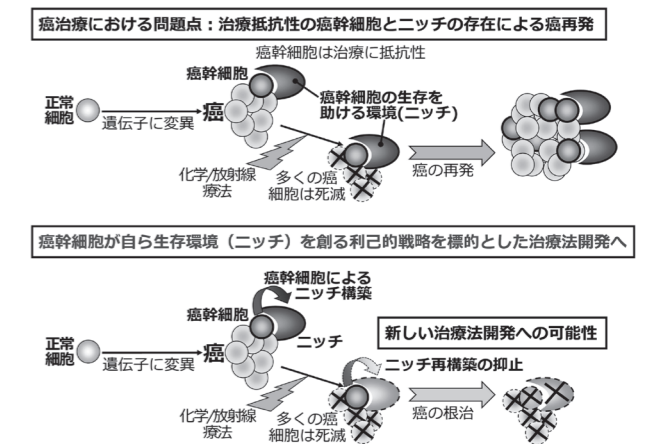 癌治療における問題点：治療抵抗性の癌幹細胞とニッチの存在による癌再発
癌幹細胞は治療に抵抗性
癌幹細胞
正常
細胞
遺伝子に変異
癌
癌幹細胞の生存を
助ける環境(ニッチ)
化学/放射線
療法
多くの癌
細胞は死滅
癌の再発
癌幹細胞が自ら生存環境（ニッチ）を創る利己的戦略を標的とした治療法開発へ
癌幹細胞による
ニッチ構築
癌幹細胞
ニッチ
新しい治療法開発への可能性
正常
細胞
遺伝子に変異
癌
ニッチ再構築の抑止
化学/放射線
療法
多くの癌
細胞は死滅
癌の根治